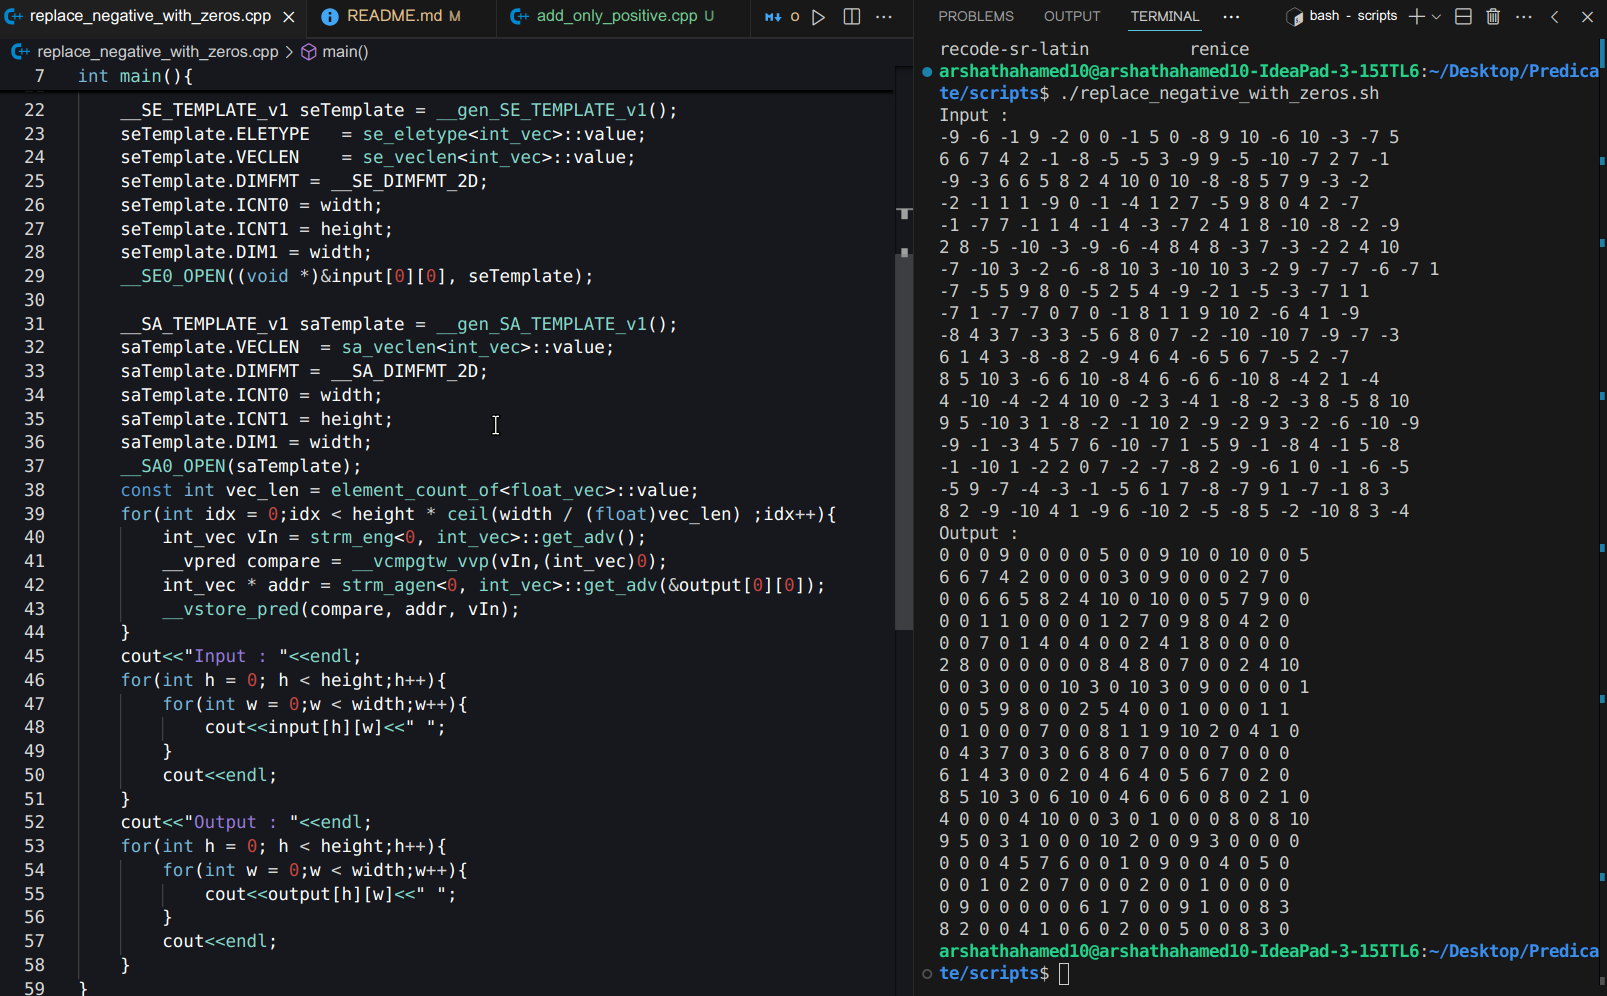 replace_negative_with_zeros.cpp
README.md M
add_only_positive.cpp U
replace_negative_with_zeros.cpp > main()
7 int main(){
22 __SE_TEMPLATE_v1 seTemplate = __gen_SE_TEMPLATE_v1();
23 seTemplate.ELETYPE   = se_eletype<int_vec>::value;
24 seTemplate.VECLEN    = se_veclen<int_vec>::value;
25 seTemplate.DIMFMT = __SE_DIMFMT_2D;
26 seTemplate.ICNT0 = width;
27 seTemplate.ICNT1 = height;
28 seTemplate.DIM1 = width;
29 __SE0_OPEN((void *)&input[0][0], seTemplate);
30
31 __SA_TEMPLATE_v1 saTemplate = __gen_SA_TEMPLATE_v1();
32 saTemplate.VECLEN  = sa_veclen<int_vec>::value;
33 saTemplate.DIMFMT = __SA_DIMFMT_2D;
34 saTemplate.ICNT0 = width;
35 saTemplate.ICNT1 = height;
36 saTemplate.DIM1 = width;
37 __SA0_OPEN(saTemplate);
38 const int vec_len = element_count_of<float_vec>::value;
39 for(int idx = 0;idx < height * ceil(width / (float)vec_len) ;idx++){
40 int_vec vIn = strm_eng<0, int_vec>::get_adv();
41 __vpred compare = __vcmpgtw_vvp(vIn,(int_vec)0);
42 int_vec * addr = strm_agen<0, int_vec>::get_adv(&output[0][0]);
43 __vstore_pred(compare, addr, vIn);
44 }
45 cout<<"Input : "<<endl;
46 for(int h = 0; h < height;h++){
47 for(int w = 0;w < width;w++){
48 cout<<input[h][w]<<" ";
49 }
50 cout<<endl;
51 }
52 cout<<"Output : "<<endl;
53 for(int h = 0; h < height;h++){
54 for(int w = 0;w < width;w++){
55 cout<<output[h][w]<<" ";
56 }
57 cout<<endl;
58 }
59 }
PROBLEMS OUTPUT TERMINAL ··· bash - scripts
recode-sr-latin renice
arshathahamed10@arshathahamed10-IdeaPad-3-15ITL6:~/Desktop/Predica
te/scripts$ ./replace_negative_with_zeros.sh
Input :
-9 -6 -1 9 -2 0 0 -1 5 0 -8 9 10 -6 10 -3 -7 5
6 6 7 4 2 -1 -8 -5 -5 3 -9 9 -5 -10 -7 2 7 -1
-9 -3 6 6 5 8 2 4 10 0 10 -8 -8 5 7 9 -3 -2
-2 -1 1 1 -9 0 -1 -4 1 2 7 -5 9 8 0 4 2 -7
-1 -7 7 -1 1 4 -1 4 -3 -7 2 4 1 8 -10 -8 -2 -9
2 8 -5 -10 -3 -9 -6 -4 8 4 8 -3 7 -3 -2 2 4 10
-7 -10 3 -2 -6 -8 10 3 -10 10 3 -2 9 -7 -7 -6 -7 1
-7 -5 5 9 8 0 -5 2 5 4 -9 -2 1 -5 -3 -7 1 1
-7 1 -7 -7 0 7 0 -1 8 1 1 9 10 2 -6 4 1 -9
-8 4 3 7 -3 3 -5 6 8 0 7 -2 -10 -10 7 -9 -7 -3
6 1 4 3 -8 -8 2 -9 4 6 4 -6 5 6 7 -5 2 -7
8 5 10 3 -6 6 10 -8 4 6 -6 6 -10 8 -4 2 1 -4
4 -10 -4 -2 4 10 0 -2 3 -4 1 -8 -2 -3 8 -5 8 10
9 5 -10 3 1 -8 -2 -1 10 2 -9 -2 9 3 -2 -6 -10 -9
-9 -1 -3 4 5 7 6 -10 -7 1 -5 9 -1 -8 4 -1 5 -8
-1 -10 1 -2 2 0 7 -2 -7 -8 2 -9 -6 1 0 -1 -6 -5
-5 9 -7 -4 -3 -1 -5 6 1 7 -8 -7 9 1 -7 -1 8 3
8 2 -9 -10 4 1 -9 6 -10 2 -5 -8 5 -2 -10 8 3 -4
Output :
0 0 0 9 0 0 0 0 5 0 0 9 10 0 10 0 0 5
6 6 7 4 2 0 0 0 0 3 0 9 0 0 0 2 7 0
0 0 6 6 5 8 2 4 10 0 10 0 0 5 7 9 0 0
0 0 1 1 0 0 0 0 1 2 7 0 9 8 0 4 2 0
0 0 7 0 1 4 0 4 0 0 2 4 1 8 0 0 0 0
2 8 0 0 0 0 0 0 8 4 8 0 7 0 0 2 4 10
0 0 3 0 0 0 10 3 0 10 3 0 9 0 0 0 0 1
0 0 5 9 8 0 0 2 5 4 0 0 1 0 0 0 1 1
0 1 0 0 0 7 0 0 8 1 1 9 10 2 0 4 1 0
0 4 3 7 0 3 0 6 8 0 7 0 0 0 7 0 0 0
6 1 4 3 0 0 2 0 4 6 4 0 5 6 7 0 2 0
8 5 10 3 0 6 10 0 4 6 0 6 0 8 0 2 1 0
4 0 0 0 4 10 0 0 3 0 1 0 0 0 8 0 8 10
9 5 0 3 1 0 0 0 10 2 0 0 9 3 0 0 0 0
0 0 0 4 5 7 6 0 0 1 0 9 0 0 4 0 5 0
0 0 1 0 2 0 7 0 0 0 2 0 0 1 0 0 0 0
0 9 0 0 0 0 0 6 1 7 0 0 9 1 0 0 8 3
8 2 0 0 4 1 0 6 0 2 0 0 5 0 0 8 3 0
arshathahamed10@arshathahamed10-IdeaPad-3-15ITL6:~/Desktop/Predica
te/scripts$